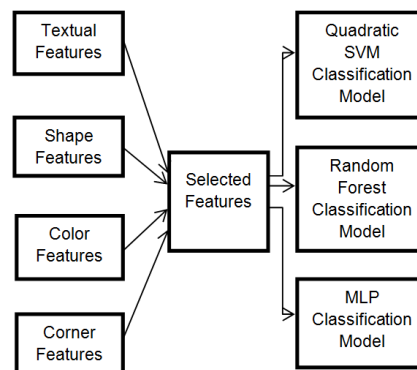 Textual
Features
Shape
Features
Color
Features
Corner
Features
Selected
Features
Quadratic
SVM
Classification
Model
Random
Forest
Classification
Model
MLP
Classification
Model